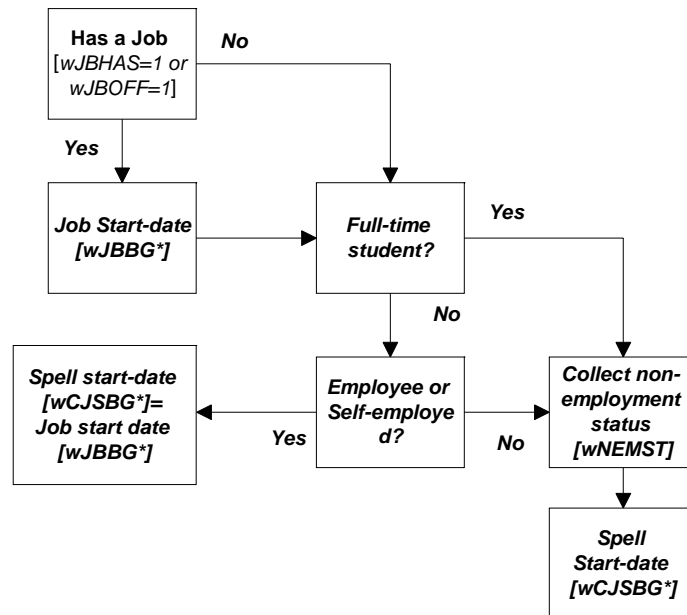 Has a Job
[wJBHAS=1 or
wJBOFF=1]
No
Yes
Job Start-date
[wJBBG*]
Full-time
student?
Yes
No
Spell start-date
[wCJSBG*]=
Job start date
[wJBBG*]
Yes
Employee or
Self-employe
d?
No
Collect non-
employment
status
[wNEMST]
Spell
Start-date
[wCJSBG*]